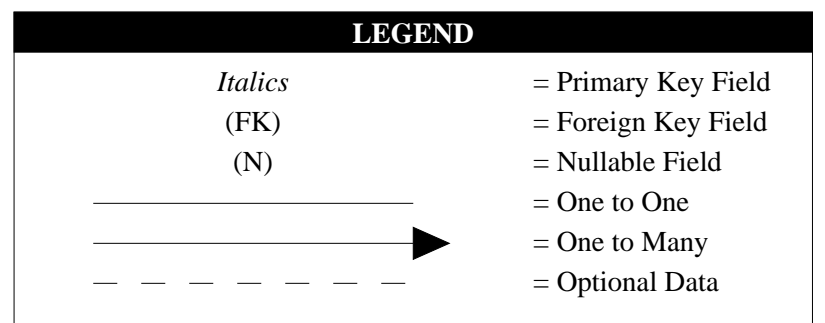 LEGEND
Italics = Primary Key Field
(FK) = Foreign Key Field
(N) = Nullable Field
= One to One
= One to Many
= Optional Data